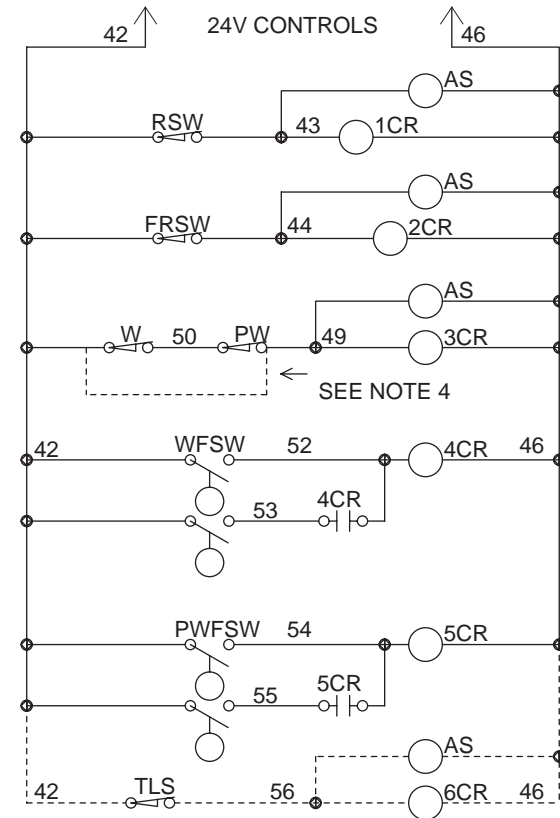 42 24V CONTROLS 46
AS
RSW 43 1CR
AS
FRSW 44 2CR
AS
W 50 PW 49 3CR
SEE NOTE 4
42 WFSW 52 4CR 46
53 4CR
PWFSW 54 5CR
55 5CR
AS
42 TLS 56 6CR 46